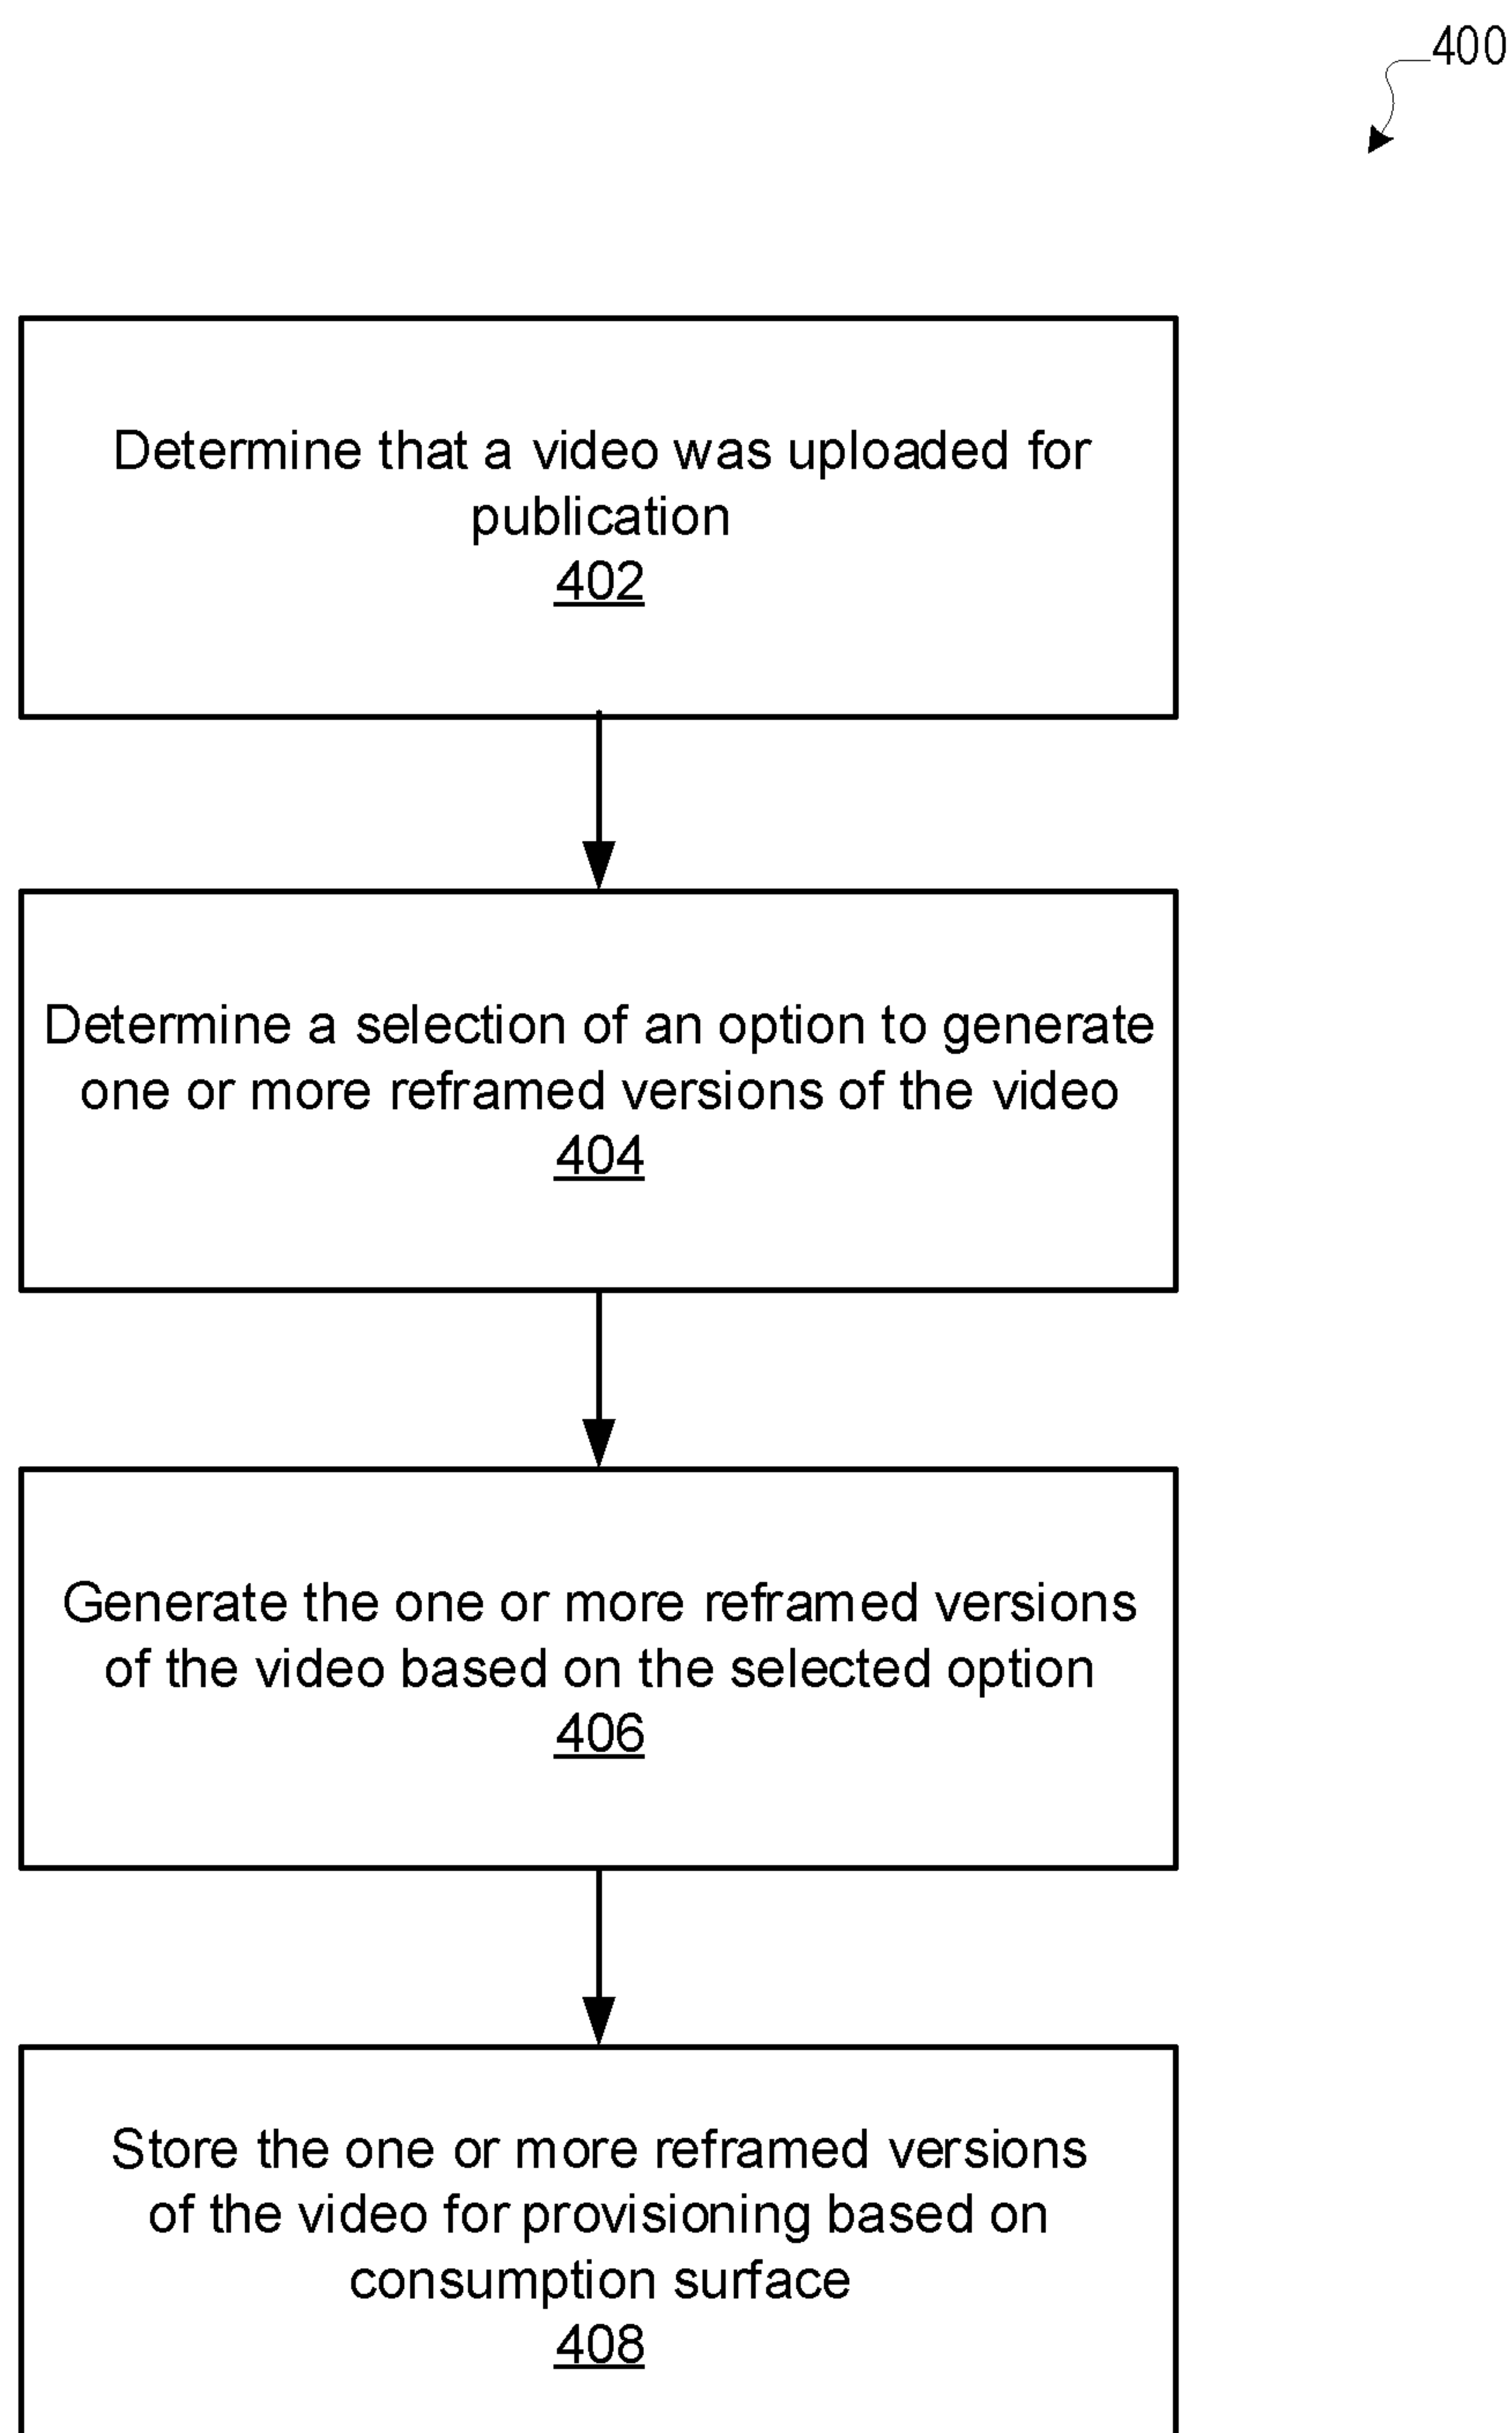 400
Determine that a video was uploaded for
publication
402
Determine a selection of an option to generate
one or more reframed versions of the video
404
Generate the one or more reframed versions
of the video based on the selected option
406
Store the one or more reframed versions
of the video for provisioning based on
consumption surface
408